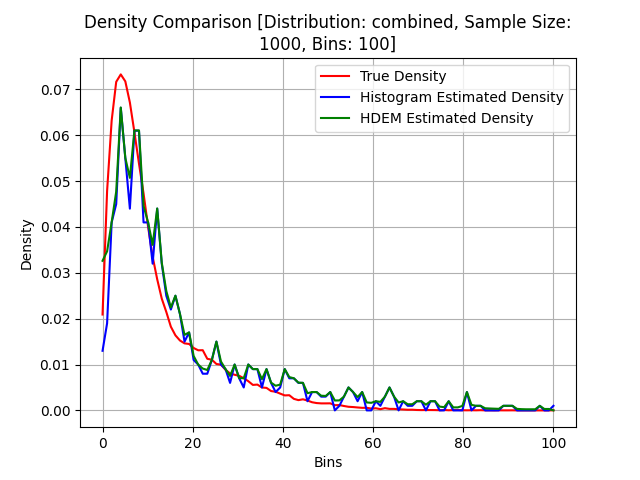 Density Comparison [Distribution: combined, Sample Size:
1000, Bins: 100]
True Density
Histogram Estimated Density
HDEM Estimated Density
Density
0.07
0.06
0.05
0.04
0.03
0.02
0.01
0.00
0 20 40 60 80 100
Bins